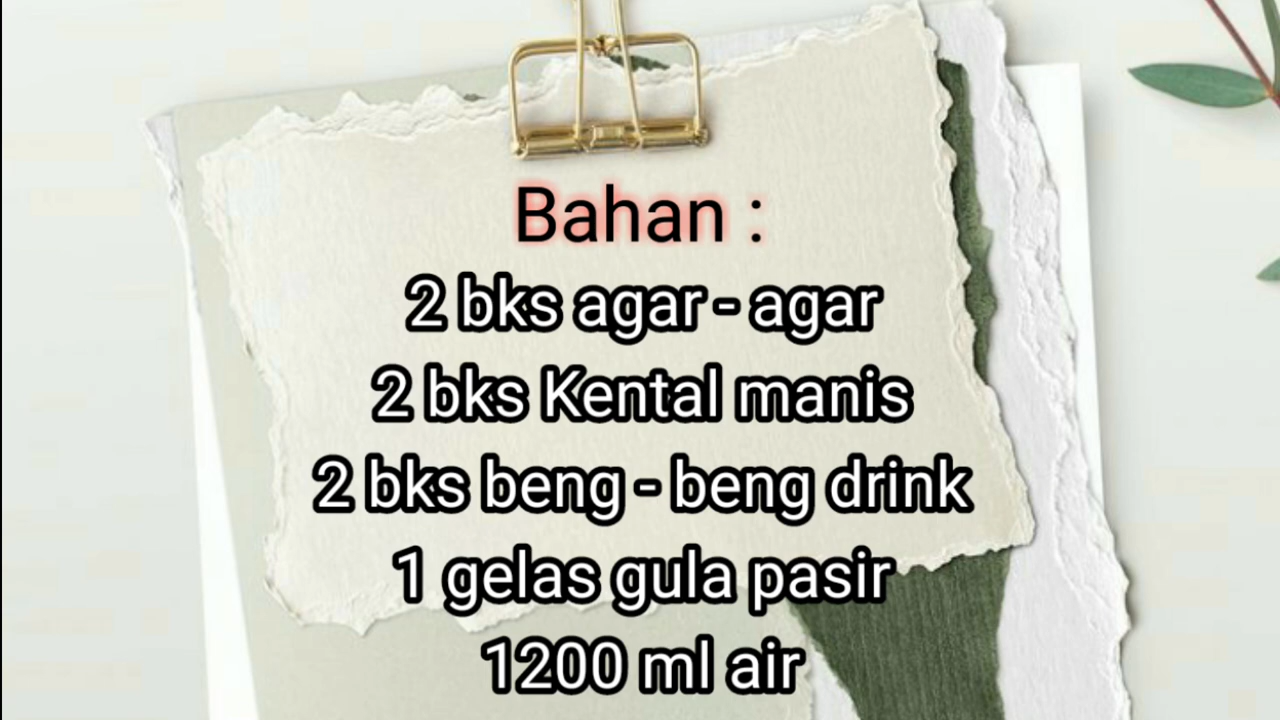 Bahan :
2 bks agar - agar
2 bks Kental manis
2 bks beng - beng drink
1 gelas gula pasir
1200 ml air